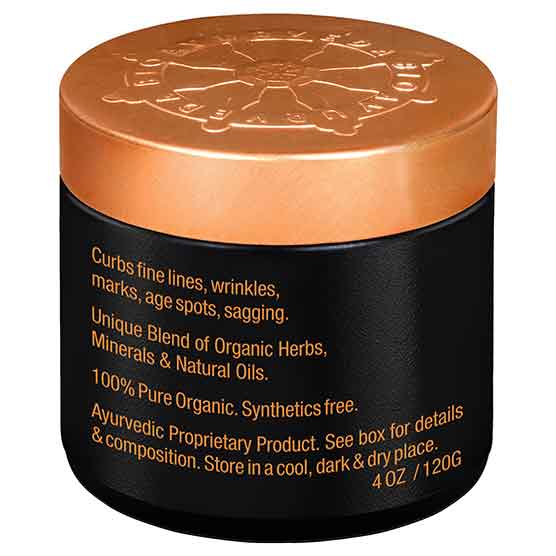 BIOAYURVEDA BIOAYURVEDA
Curbs fine lines, wrinkles,
marks, age spots, sagging.
Unique Blend of Organic Herbs,
Minerals & Natural Oils.
100% Pure Organic. Synthetics free.
Ayurvedic Proprietary Product. See box for details
& composition. Store in a cool, dark & dry place.
4 OZ / 120G